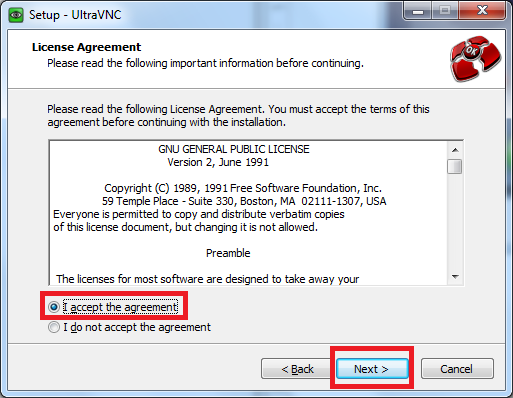 Setup - UltraVNC
License Agreement
Please read the following important information before continuing.
OK
Please read the following License Agreement. You must accept the terms of this
agreement before continuing with the installation.
GNU GENERAL PUBLIC LICENSE
Version 2, June 1991
Copyright (C) 1989, 1991 Free Software Foundation, Inc.
59 Temple Place - Suite 330, Boston, MA 02111-1307, USA
Everyone is permitted to copy and distribute verbatim copies
of this license document, but changing it is not allowed.
Preamble
The licenses for most software are designed to take away your
I accept the agreement
I do not accept the agreement
< Back
Next >
Cancel